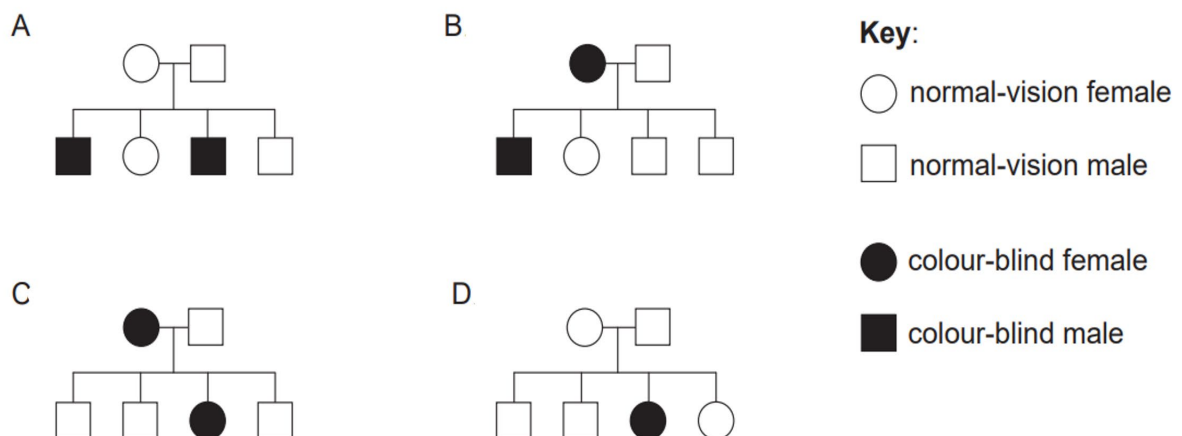 A
B
Key:
normal-vision female
normal-vision male
colour-blind female
colour-blind male
C
D